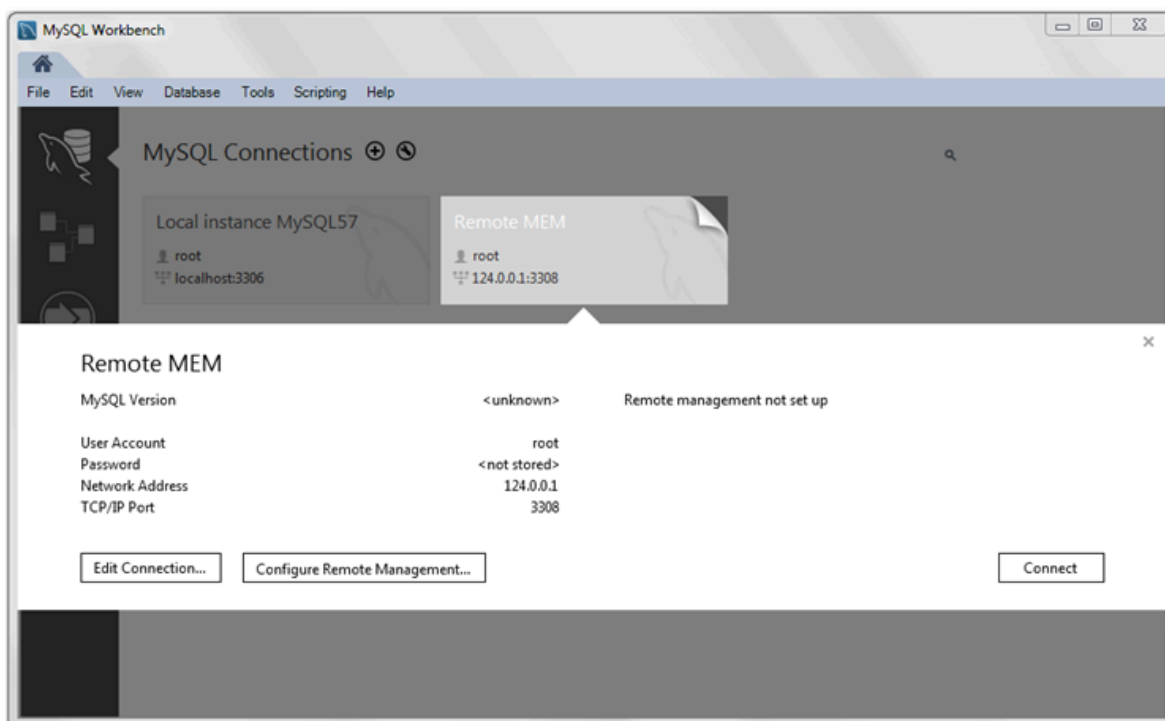 MySQL Workbench
File Edit View Database Tools Scripting Help
MySQL Connections
Local instance MySQL57
root
localhost:3306
Remote MEM
root
124.0.0.1:3308
Remote MEM
MySQL Version <unknown> Remote management not set up
User Account root
Password <not stored>
Network Address 124.0.0.1
TCP/IP Port 3308
Edit Connection... Configure Remote Management... Connect